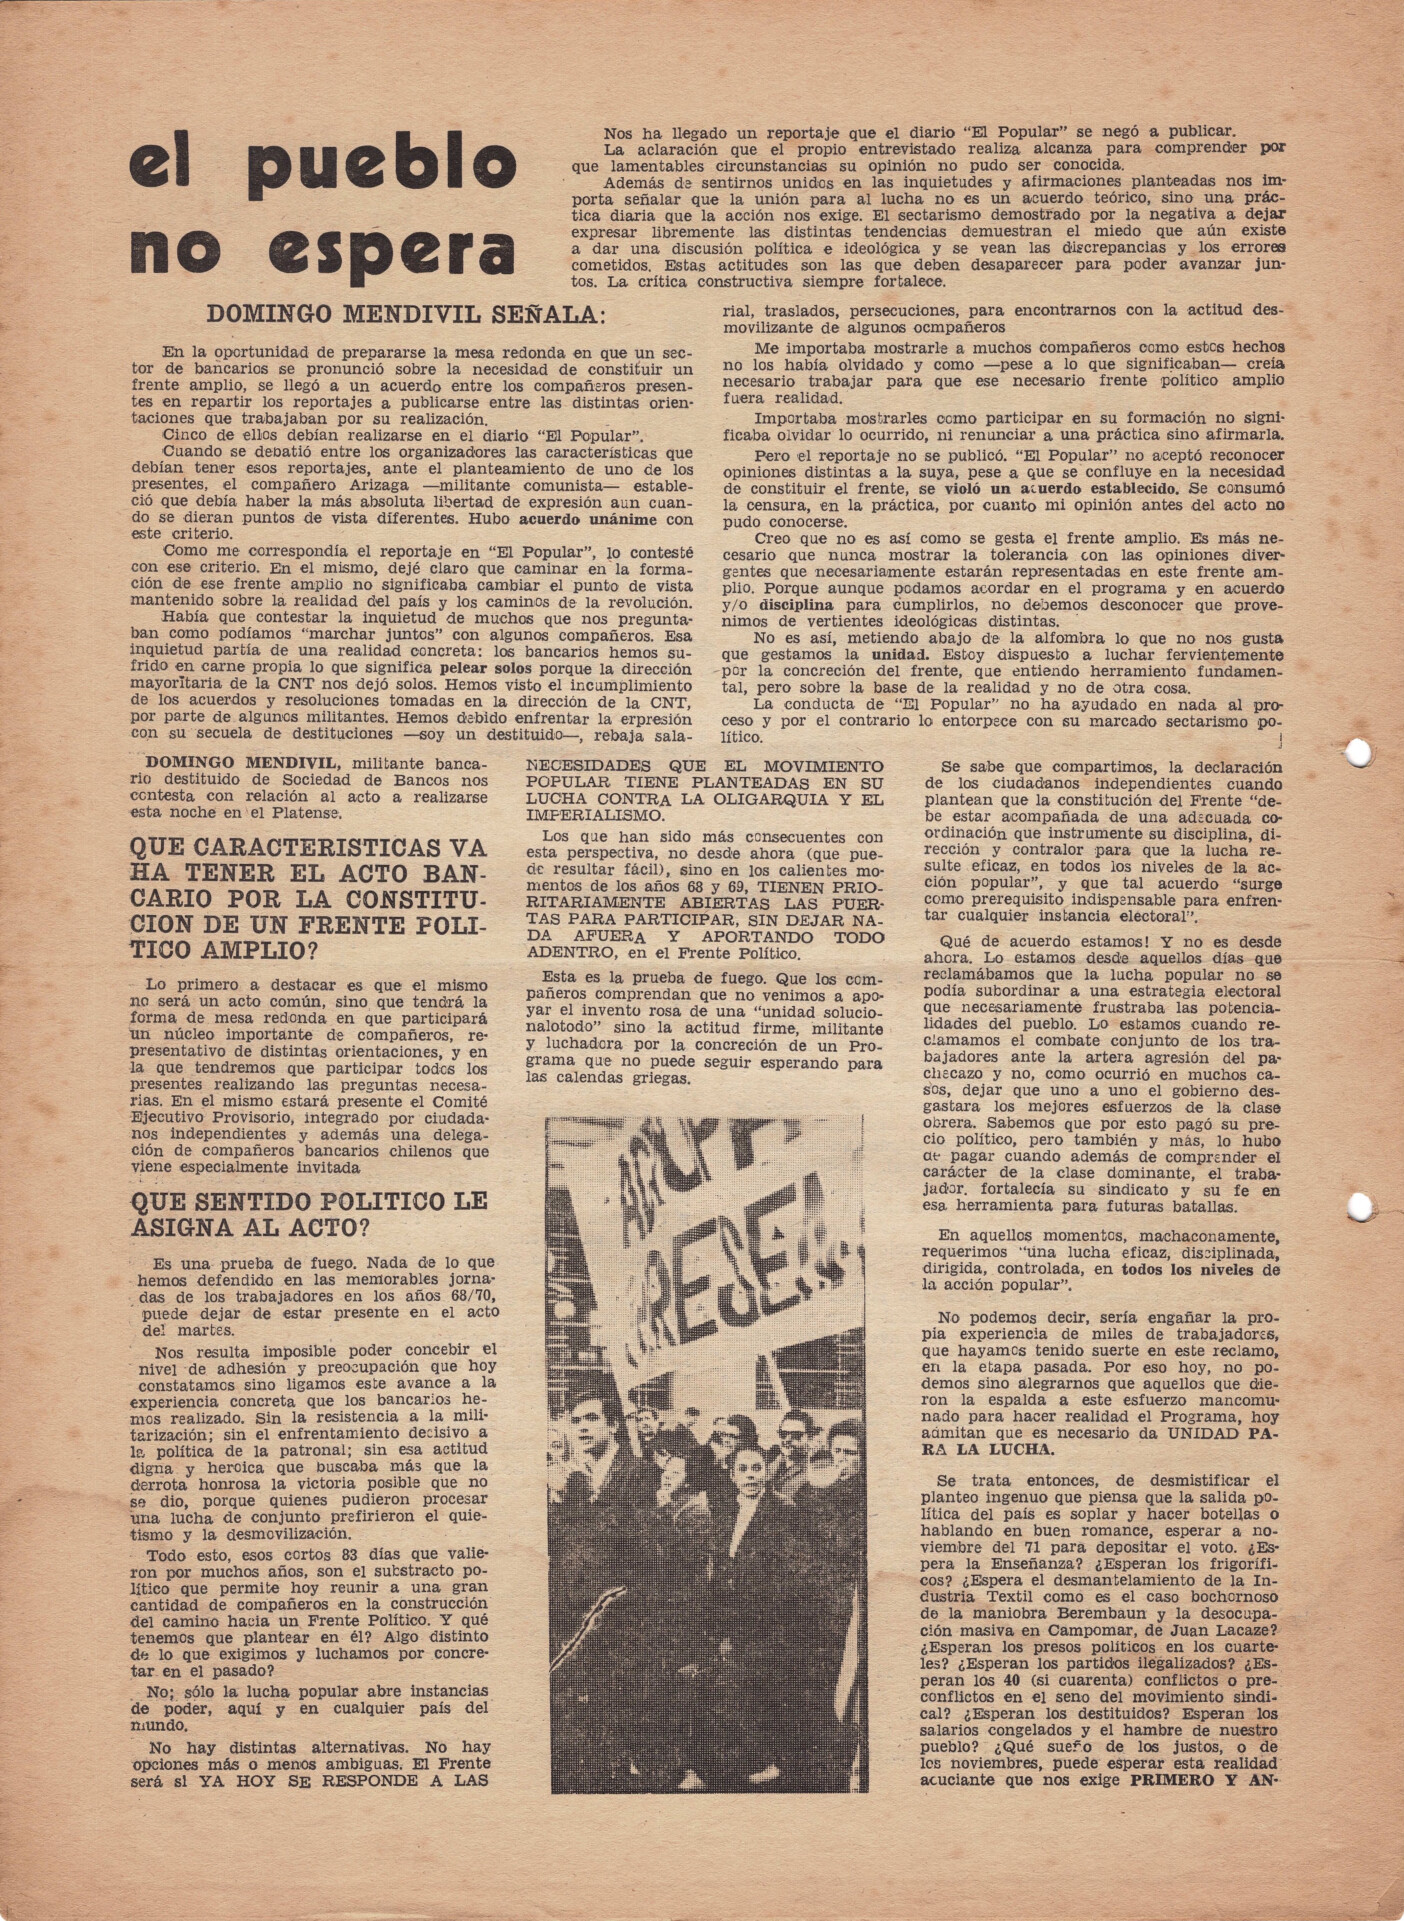 el pueblo
no espera
Nos ha llegado un reportaje que el diario "El Popular" se negó a publicar.
La aclaración que el propio entrevistado realiza alcanza para comprender por
que lamentables circunstancias su opinión no pudo ser conocida.
Además de sentirnos unidos en las inquietudes y afirmaciones planteadas nos im-
porta señalar que la unión para al lucha no es un acuerdo teórico, sino una prác-
tica diaria que la acción nos exige. El sectarismo demostrado por la negativa a dejar
expresar libremente las distintas tendencias demuestran el miedo que aún existe
a dar una discusión política e ideológica y se vean las discrepancias y los errores
cometidos. Estas actitudes son las que deben desaparecer para poder avanzar jun-
tos. La crítica constructiva siempre fortalece.
DOMINGO MENDIVIL SEÑALA:
En la oportunidad de prepararse la mesa redonda en que un sec-
tor de bancarios se pronunció sobre la necesidad de constituir un
frente amplio, se llegó a un acuerdo entre los compañeros presen-
tes en repartir los reportajes a publicarse entre las distintas orien-
taciones que trabajaban por su realización.
Cinco de ellos debían realizarse en el diario "El Popular".
Cuando se debatió entre los organizadores las características que
debían tener esos reportajes, ante el planteamiento de uno de los
presentes, el compañero Arizaga —militante comunista— estable-
ció que debía haber la más absoluta libertad de expresión aun cuan-
do se dieran puntos de vista diferentes. Hubo acuerdo unánime con
este criterio.
Como me correspondía el reportaje en "El Popular", lo contesté
con ese criterio. En el mismo, dejé claro que caminar en la forma-
ción de ese frente amplio no significaba cambiar el punto de vista
mantenido sobre la realidad del país y los caminos de la revolución.
Había que contestar la inquietud de muchos que nos pregunta-
ban como podíamos "marchar juntos" con algunos compañeros. Esa
inquietud partía de una realidad concreta: los bancarios hemos su-
frido en carne propia lo que significa pelear solos porque la dirección
mayoritaria de la CNT nos dejó solos. Hemos visto el incumplimiento
de los acuerdos y resoluciones tomadas en la dirección de la CNT,
por parte de algunos militantes. Hemos debido enfrentar la erpresión
con su secuela de destituciones —soy un destituido—, rebaja sala-
rial, traslados, persecuciones, para encontrarnos con la actitud des-
movilizante de algunos ocmpañeros
Me importaba mostrarle a muchos compañeros como estos hechos
no los había olvidado y como —pese a lo que significaban— creía
necesario trabajar para que ese necesario frente político amplio
fuera realidad.
Importaba mostrarles como participar en su formación no signi-
ficaba olvidar lo ocurrido, ni renunciar a una práctica sino afirmarla.
Pero el reportaje no se publicó. "El Popular" no aceptó reconocer
opiniones distintas a la suya, pese a que se confluye en la necesidad
de constituir el frente, se violó un acuerdo establecido. Se consumó
la censura, en la práctica, por cuanto mi opinión antes del acto no
pudo conocerse.
Creo que no es así como se gesta el frente amplio. Es más ne-
cesario que nunca mostrar la tolerancia con las opiniones diver-
gentes que necesariamente estarán representadas en este frente am-
plio. Porque aunque podamos acordar en el programa y en acuerdo
y/o disciplina para cumplirlos, no debemos desconocer que prove-
nimos de vertientes ideológicas distintas.
No es así, metiendo abajo de la alfombra lo que no nos gusta
que gestamos la unidad. Estoy dispuesto a luchar fervientemente
por la concreción del frente, que entiendo herramiento fundamen-
tal, pero sobre la base de la realidad y no de otra cosa.
La conducta de "El Popular" no ha ayudado en nada al pro-
ceso y por el contrario lo entorpece con su marcado sectarismo po-
lítico.
DOMINGO MENDIVIL, militante banca-
rio destituido de Sociedad de Bancos nos
contesta con relación al acto a realizarse
esta noche en el Platense.
QUE CARACTERISTICAS VA
HA TENER EL ACTO BAN-
CARIO POR LA CONSTITU-
CION DE UN FRENTE POLI-
TICO AMPLIO?
Lo primero a destacar es que el mismo
no será un acto común, sino que tendrá la
forma de mesa redonda en que participará
un núcleo importante de compañeros, re-
presentativo de distintas orientaciones, y en
la que tendremos que participar todos los
presentes realizando las preguntas necesa-
rias. En el mismo estará presente el Comité
Ejecutivo Provisorio, integrado por ciudada-
nos independientes y además una delega-
ción de compañeros bancarios chilenos que
viene especialmente invitada
QUE SENTIDO POLITICO LE
ASIGNA AL ACTO?
Es una prueba de fuego. Nada de lo que
hemos defendido en las memorables jorna-
das de los trabajadores en los años 68/70,
puede dejar de estar presente en el acto
del martes.
Nos resulta imposible poder concebir el
nivel de adhesión y preocupación que hoy
constatamos sino ligamos este avance a la
experiencia concreta que los bancarios he-
mos realizado. Sin la resistencia a la mili-
tarización; sin el enfrentamiento decisivo a
la política de la patronal; sin esa actitud
digna y heroica que buscaba más que la
derrota honrosa la victoria posible que no
se dio, porque quienes pudieron procesar
una lucha de conjunto prefirieron el quie-
tismo y la desmovilización.
Todo esto, esos cortos 83 días que valie-
ron por muchos años, son el substracto po-
lítico que permite hoy reunir a una gran
cantidad de compañeros en la construcción
del camino hacia un Frente Político. Y qué
tenemos que plantear en él? Algo distinto
de lo que exigimos y luchamos por concre-
tar en el pasado?
No; sólo la lucha popular abre instancias
de poder, aquí y en cualquier país del
mundo.
No hay distintas alternativas. No hay
opciones más o menos ambiguas. El Frente
será si YA HOY SE RESPONDE A LAS
NECESIDADES QUE EL MOVIMIENTO
POPULAR TIENE PLANTEADAS EN SU
LUCHA CONTRA LA OLIGARQUIA Y EL
IMPERIALISMO.
Los que han sido más consecuentes con
esta perspectiva, no desde ahora (que pue-
de resultar fácil), sino en los calientes mo-
mentos de los años 68 y 69, TIENEN PRIO-
RITARIAMENTE ABIERTAS LAS PUER-
TAS PARA PARTICIPAR, SIN DEJAR NA-
DA AFUERA Y APORTANDO TODO
ADENTRO, en el Frente Político.
Esta es la prueba de fuego. Que los com-
pañeros comprendan que no venimos a apo-
yar el invento rosa de una "unidad solucio-
nalotodo" sino la actitud firme, militante
y luchadora por la concreción de un Pro-
grama que no puede seguir esperando para
las calendas griegas.
Se sabe que compartimos, la declaración
de los ciudadanos independientes cuando
plantean que la constitución del Frente "de-
be estar acompañada de una adecuada co-
ordinación que instrumente su disciplina, di-
rección y contralor para que la lucha re-
sulte eficaz, en todos los niveles de la ac-
ción popular", y que tal acuerdo "surge
como prerequisito indispensable para enfren-
tar cualquier instancia electoral".
Qué de acuerdo estamos! Y no es desde
ahora. Lo estamos desde aquellos días que
reclamábamos que la lucha popular no se
podía subordinar a una estrategia electoral
que necesariamente frustraba las potencia-
lidades del pueblo. Lo estamos cuando re-
clamamos el combate conjunto de los tra-
bajadores ante la artera agresión del pa-
checazo y no, como ocurrió en muchos ca-
sos, dejar que uno a uno el gobierno des-
gastara los mejores esfuerzos de la clase
obrera. Sabemos que por esto pagó su pre-
cio político, pero también y más, lo hubo
de pagar cuando además de comprender el
carácter de la clase dominante, el traba-
jador. fortalecía su sindicato y su fe en
esa herramienta para futuras batallas.
En aquellos momentos, machaconamente,
requerimos "una lucha eficaz, disciplinada,
dirigida, controlada, en todos los niveles de
la acción popular".
No podemos decir, sería engañar la pro-
pia experiencia de miles de trabajadores,
que hayamos tenido suerte en este reclamo,
en la etapa pasada. Por eso hoy, no po-
demos sino alegrarnos que aquellos que die-
ron la espalda a este esfuerzo mancomu-
nado para hacer realidad el Programa, hoy
admitan que es necesario da UNIDAD PA-
RA LA LUCHA.
Se trata entonces, de desmistificar el
planteo ingenuo que piensa que la salida po-
lítica del país es soplar y hacer botellas o
hablando en buen romance, esperar a no-
viembre del 71 para depositar el voto. ¿Es-
pera la Enseñanza? ¿Esperan los frigorífi-
cos? ¿Espera el desmantelamiento de la In-
dustria Textil como es el caso bochornoso
de la maniobra Berembaun y la desocupa-
ción masiva en Campomar, de Juan Lacaze?
¿Esperan los presos políticos en los cuarte-
les? ¿Esperan los partidos ilegalizados? ¿Es-
peran los 40 (si cuarenta) conflictos o pre-
conflictos en el seno del movimiento sindi-
cal? ¿Esperan los destituidos? Esperan los
salarios congelados y el hambre de nuestro
pueblo? ¿Qué sueño de los justos, o de
los noviembres, puede esperar esta realidad
acuciante que nos exige PRIMERO Y AN-